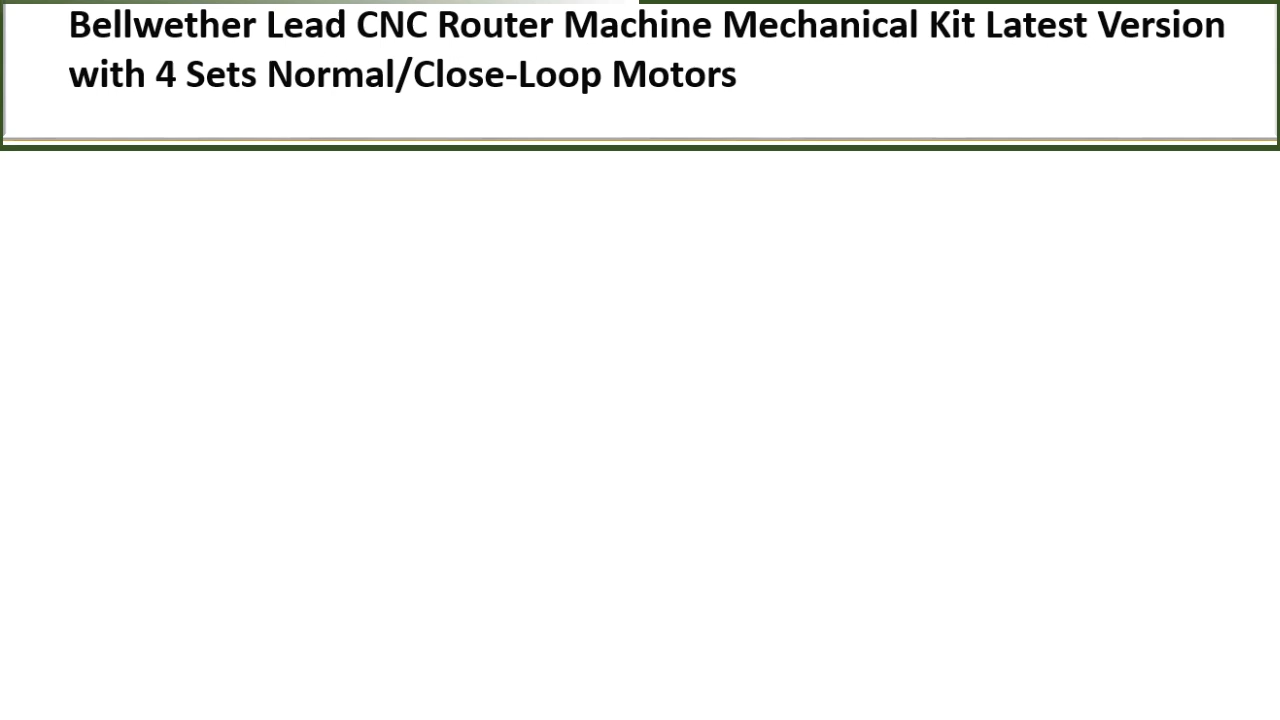 Bellwether Lead CNC Router Machine Mechanical Kit Latest Version
with 4 Sets Normal/Close-Loop Motors